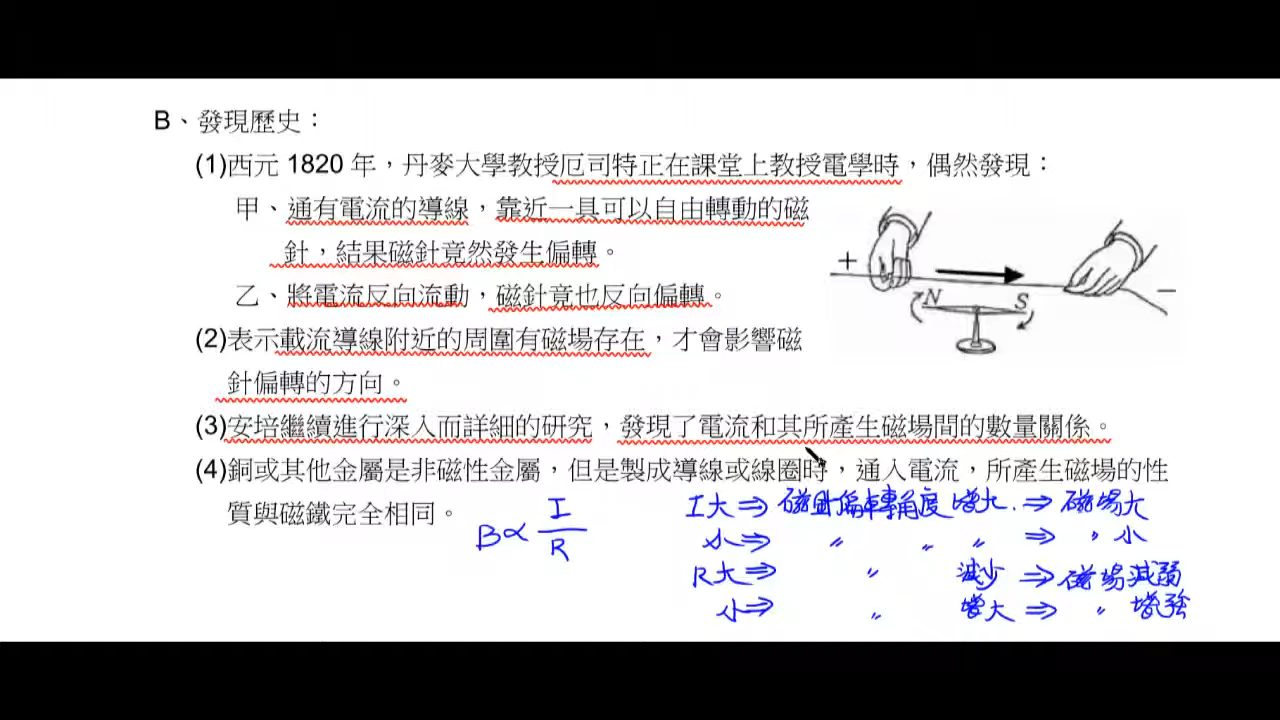 B、發現歷史：
(1)西元 1820 年，丹麥大學教授厄司特正在課堂上教授電學時，偶然發現：
甲、通有電流的導線，靠近一具可以自由轉動的磁
針，結果磁針竟然發生偏轉。
乙、將電流反向流動，磁針竟也反向偏轉。
+
−
N
S
(2)表示載流導線附近的周圍有磁場存在，才會影響磁
針偏轉的方向。
(3)安培繼續進行深入而詳細的研究，發現了電流和其所產生磁場間的數量關係。
(4)銅或其他金屬是非磁性金屬，但是製成導線或線圈時，通入電流，所產生磁場的性
質與磁鐵完全相同。
B∝ I/R
I大⇒磁針偏轉角度增大.⇒磁場大
小⇒ 〃 〃 〃 ⇒ 〃 小
R大⇒ 〃 減少⇒磁場減弱
小⇒ 〃 增大⇒ 〃 增強